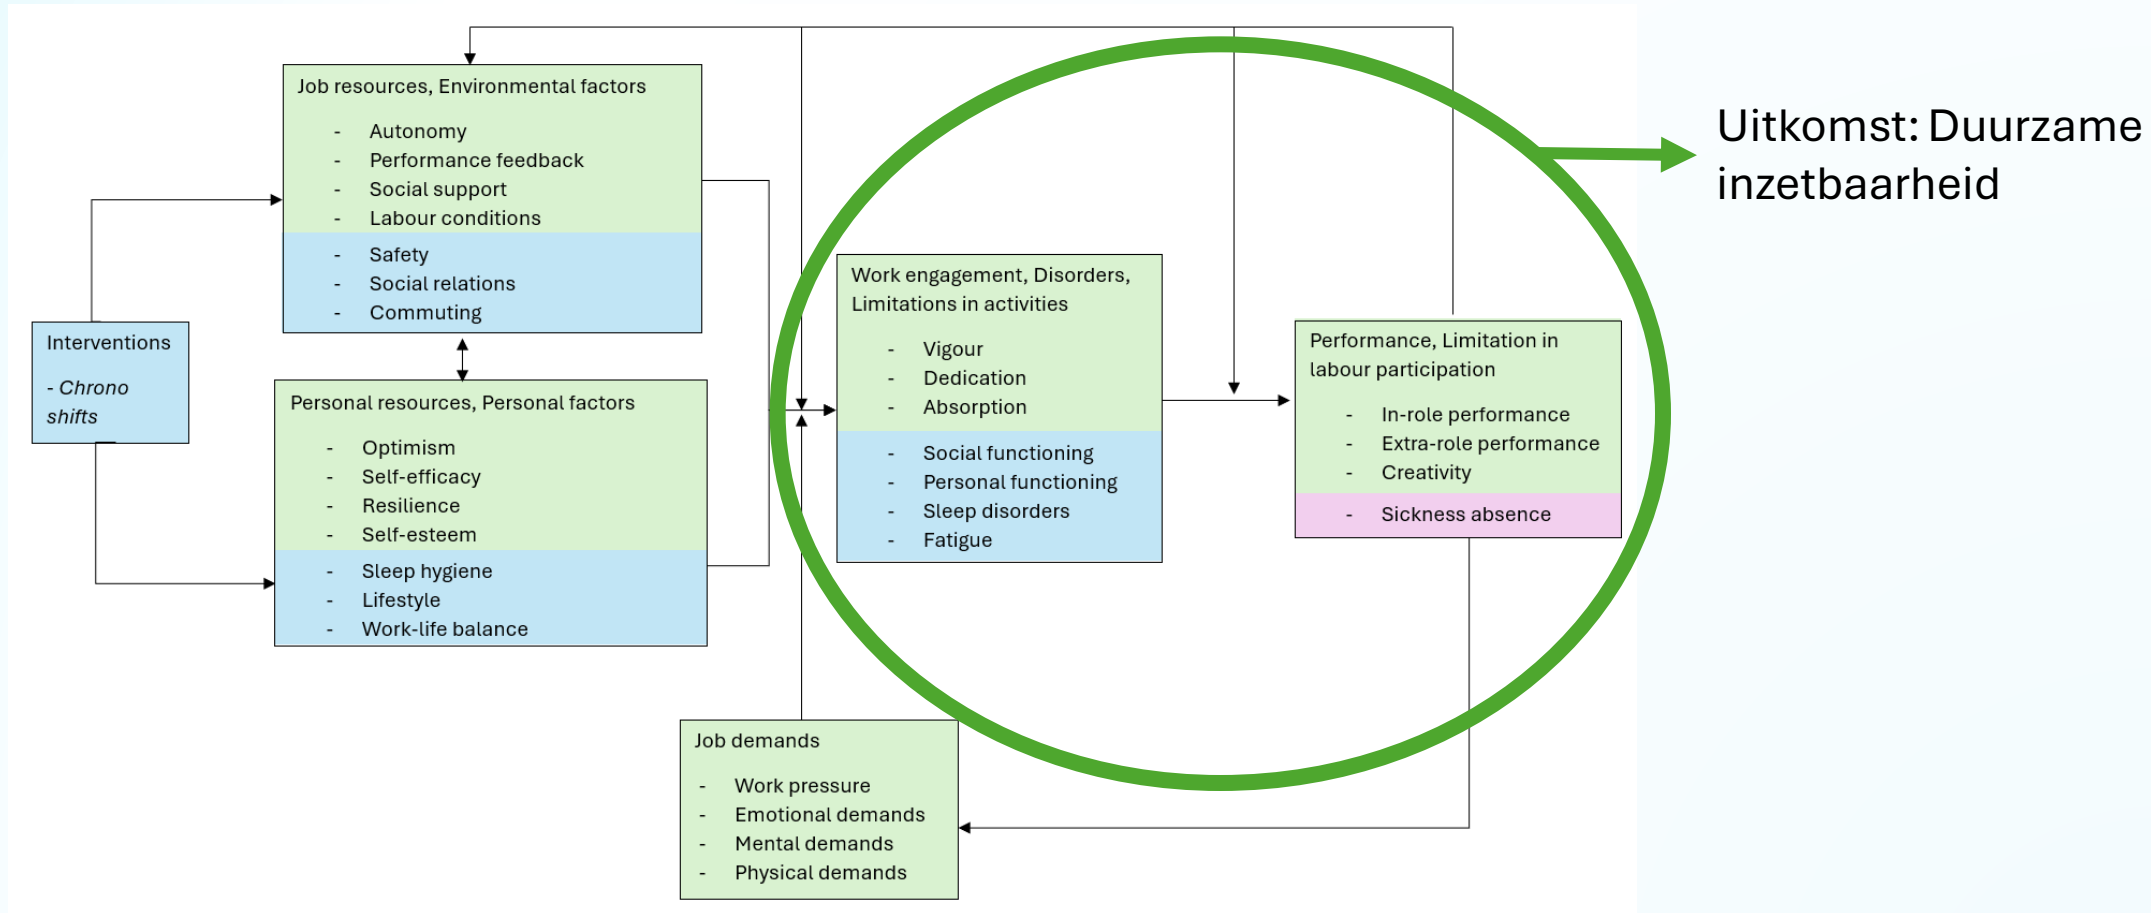 Job resources, Environmental factors
- Autonomy
- Performance feedback
- Social support
- Labour conditions
- Safety
- Social relations
- Commuting
Interventions
- Chrono
shifts
Personal resources, Personal factors
- Optimism
- Self-efficacy
- Resilience
- Self-esteem
- Sleep hygiene
- Lifestyle
- Work-life balance
Work engagement, Disorders,
Limitations in activities
- Vigour
- Dedication
- Absorption
- Social functioning
- Personal functioning
- Sleep disorders
- Fatigue
Performance, Limitation in
labour participation
- In-role performance
- Extra-role performance
- Creativity
- Sickness absence
Job demands
- Work pressure
- Emotional demands
- Mental demands
- Physical demands
Uitkomst: Duurzame
inzetbaarheid